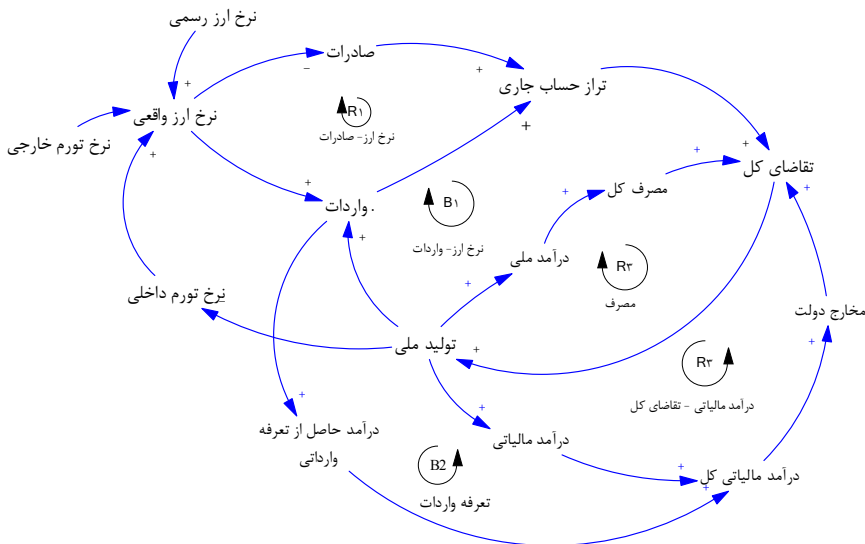 نرخ ارز رسمی
صادرات
تراز حساب جاری
نرخ ارز واقعی
نرخ تورم خارجی
R۱
نرخ ارز- صادرات
تقاضای کل
مصرف کل
. واردات
B۱
نرخ ارز- واردات
درآمد ملی
R۳
مصرف
نرخ تورم داخلی
مخارج دولت
تولید ملی
R۳
درآمد مالیاتی - تقاضای کل
درآمد حاصل از تعرفه
وارداتی
درآمد مالیاتی
B2
تعرفه واردات
درآمد مالیاتی کل